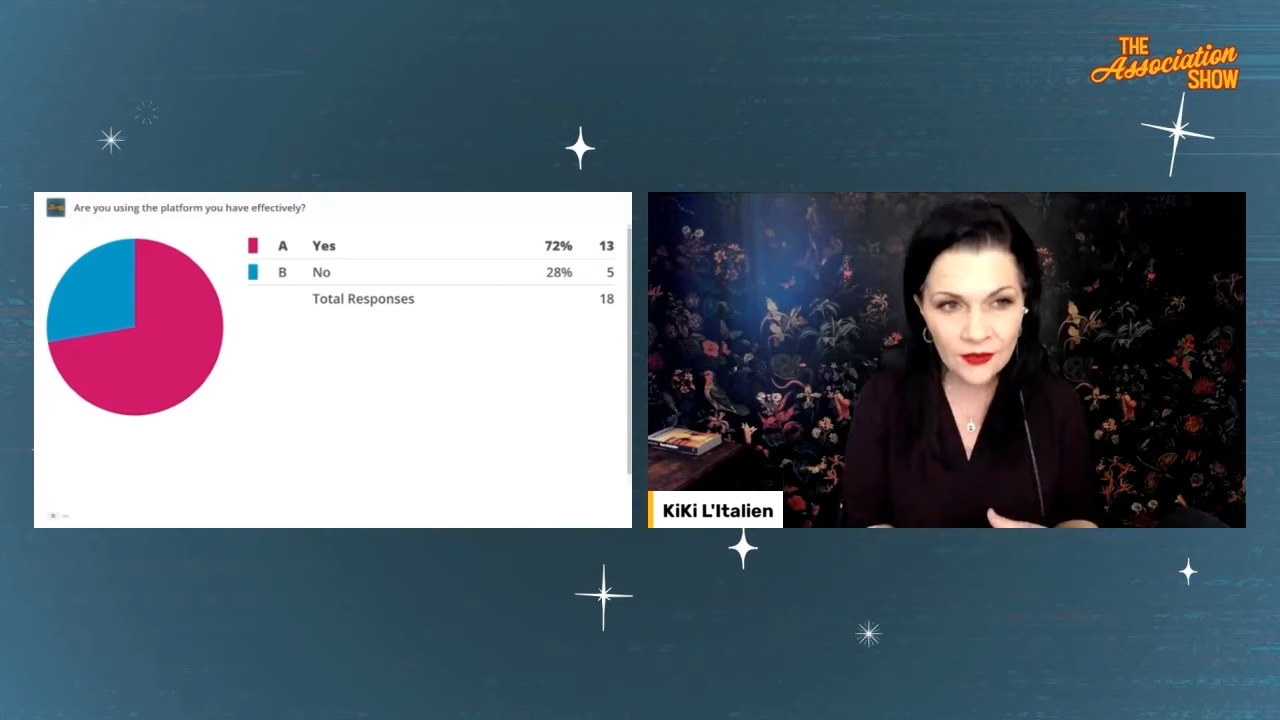 THE
Association
SHOW
Are you using the platform you have effectively?
A Yes 72% 13
B No 28% 5
Total Responses 18
KiKi L'Italien